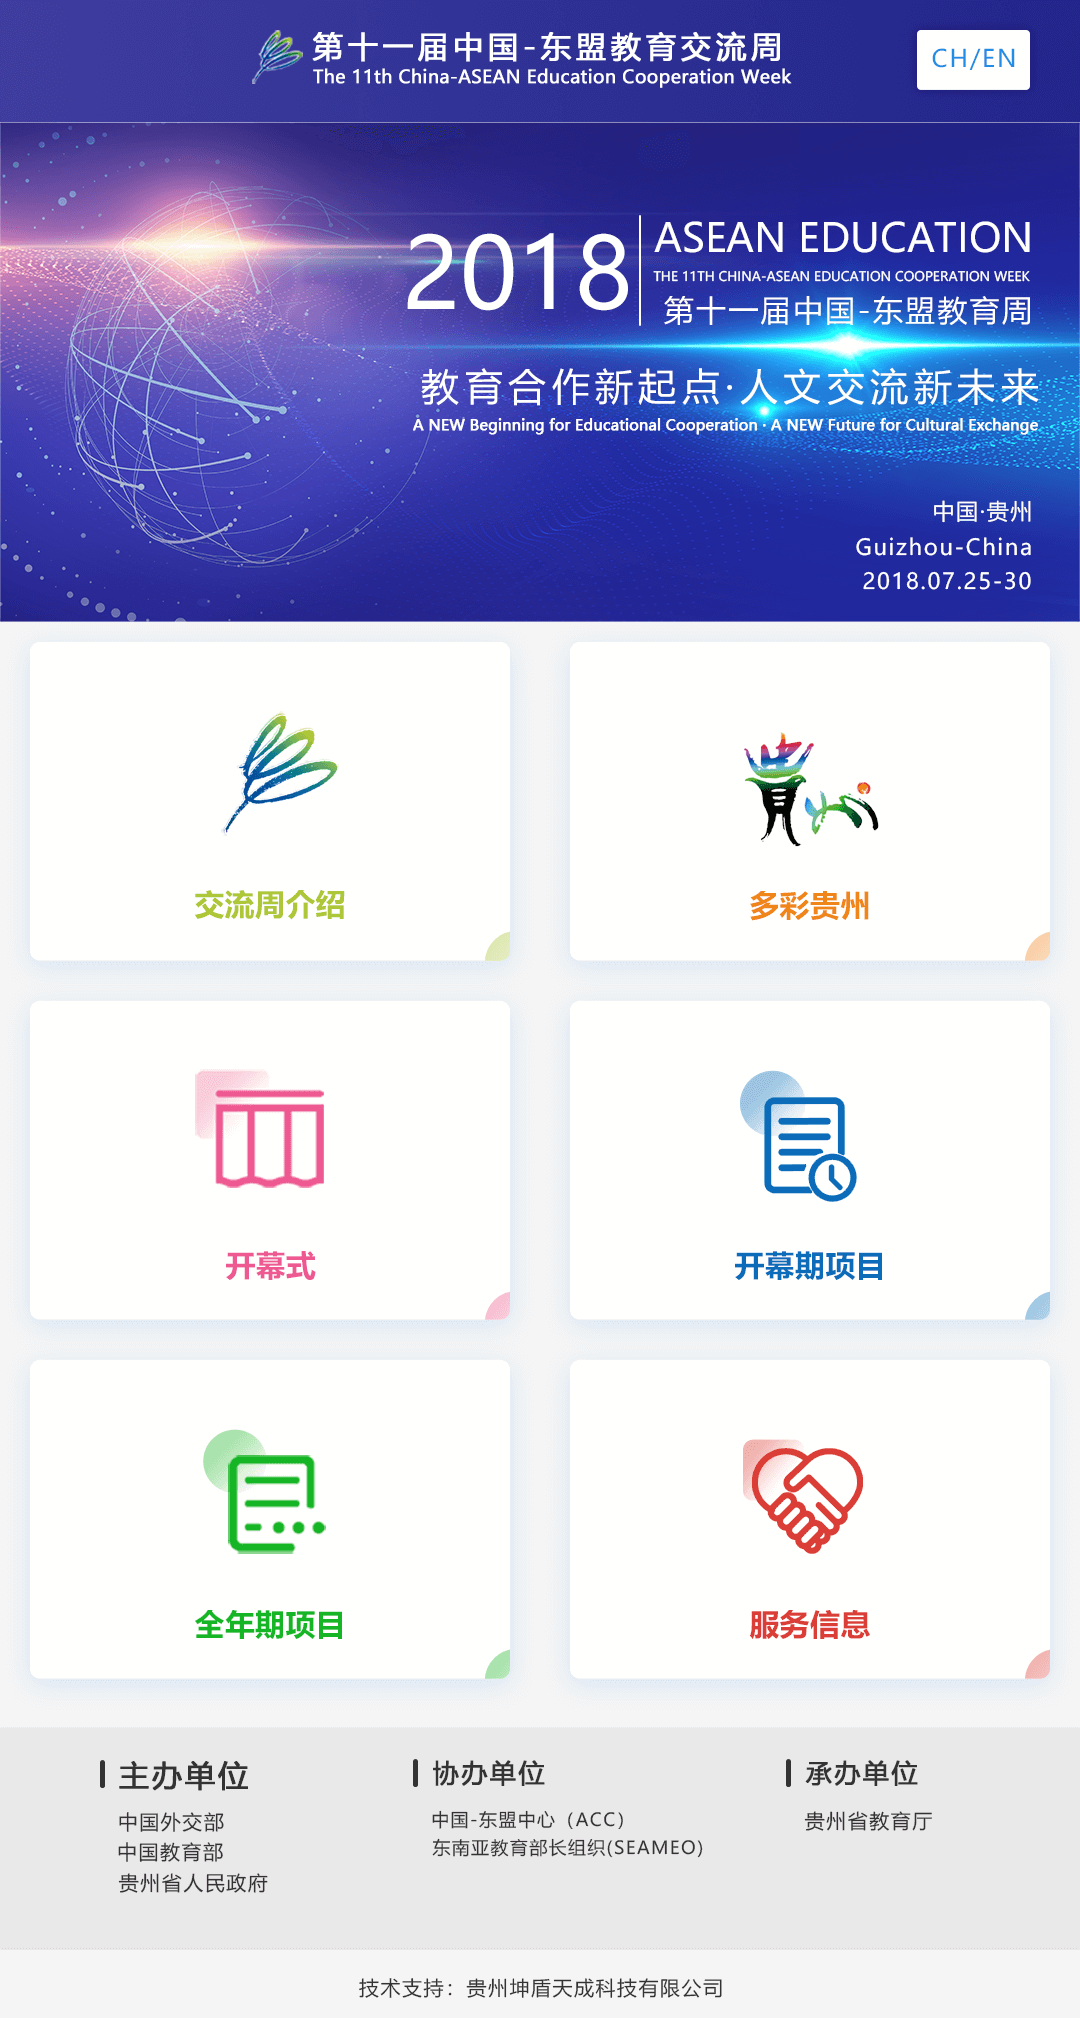 第十一届中国-东盟教育交流周
The 11th China-ASEAN Education Cooperation Week
CH/EN
2018
ASEAN EDUCATION
THE 11TH CHINA-ASEAN EDUCATION COOPERATION WEEK
第十一届中国-东盟教育周
教育合作新起点·人文交流新未来
A NEW Beginning for Educational Cooperation · A NEW Future for Cultural Exchange
中国·贵州
Guizhou-China
2018.07.25-30
贵州
交流周介绍
多彩贵州
开幕式
开幕期项目
全年期项目
服务信息
主办单位
中国外交部
中国教育部
贵州省人民政府
协办单位
中国-东盟中心（ACC）
东南亚教育部长组织(SEAMEO)
承办单位
贵州省教育厅
技术支持：贵州坤盾天成科技有限公司